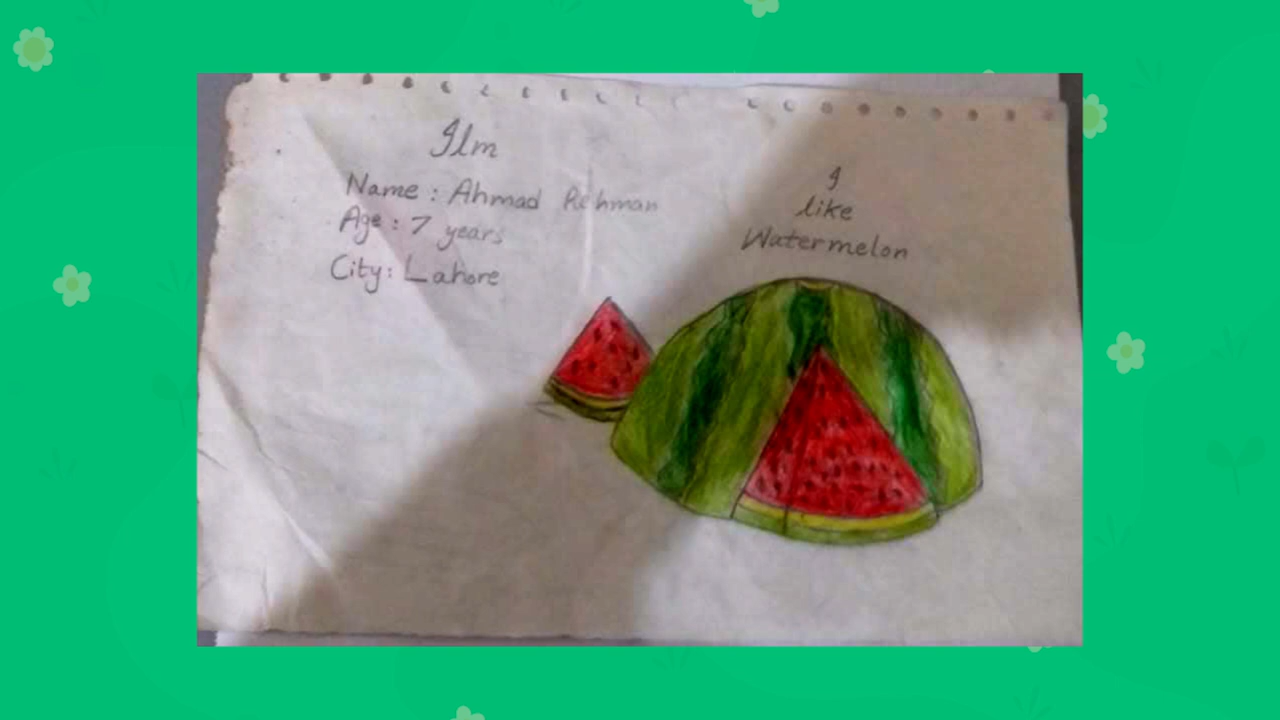 Ilm
Name : Ahmad Rehman
Age : 7 years
City: Lahore
I
like
Watermelon